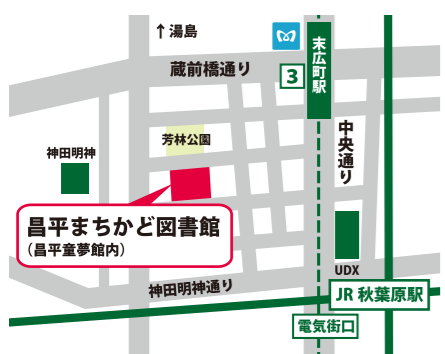 ↑湯島
蔵前橋通り
末広町駅
3
芳林公園
神田明神
中央通り
昌平まちかど図書館
(昌平童夢館内)
UDX
神田明神通り
JR 秋葉原駅
電気街口